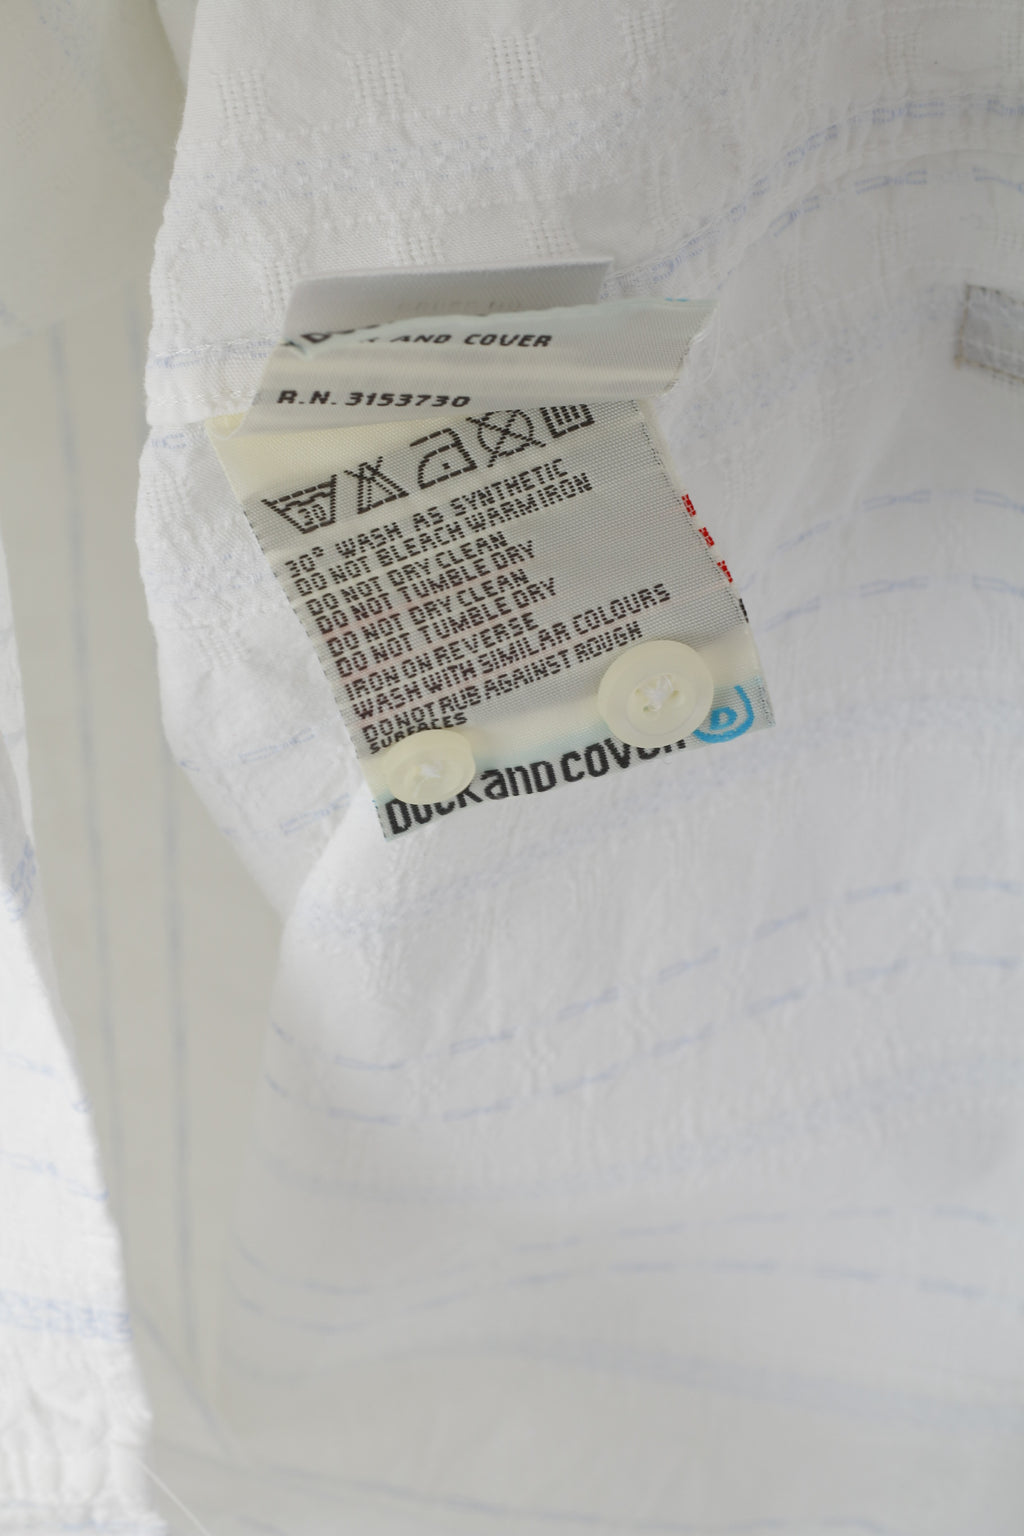 AND COVER
R.N. 3153730
30
30° WASH AS SYNTHETIC
DO NOT BLEACH WARM IRON
DO NOT DRY CLEAN
DO NOT TUMBLE DRY
DO NOT DRY CLEAN
DO NOT TUMBLE DRY
IRON ON REVERSE
WASH WITH SIMILAR COLOURS
DO NOT RUB AGAINST ROUGH
SURFACES
DUCK and COVER D